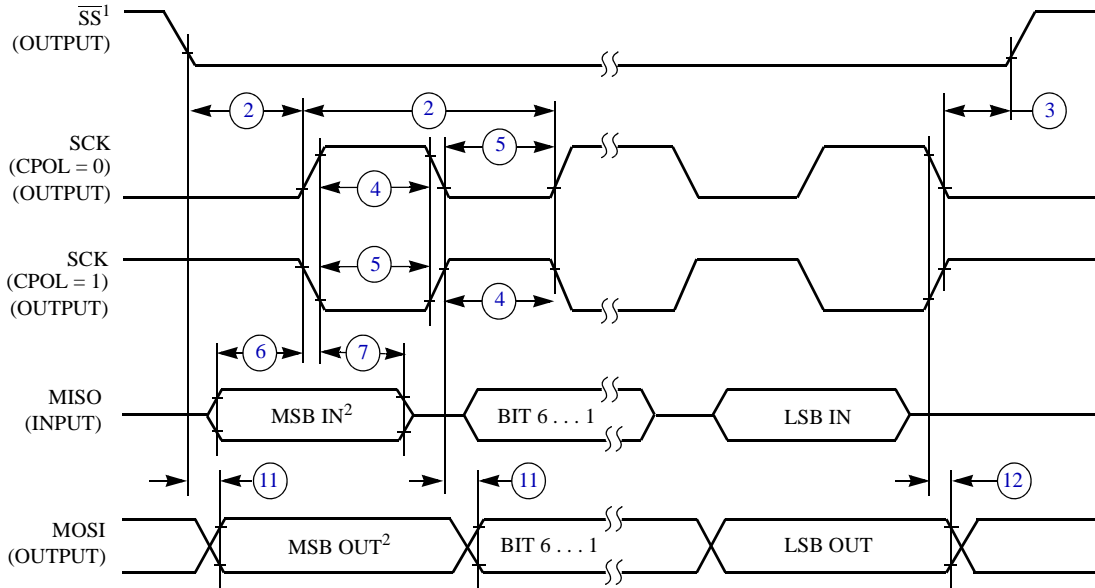 SS¹
(OUTPUT)
2
2
3
SCK
(CPOL = 0)
(OUTPUT)
5
4
SCK
(CPOL = 1)
(OUTPUT)
5
4
6
7
MISO
(INPUT)
MSB IN²
BIT 6 . . . 1
LSB IN
11
11
12
MOSI
(OUTPUT)
MSB OUT²
BIT 6 . . . 1
LSB OUT